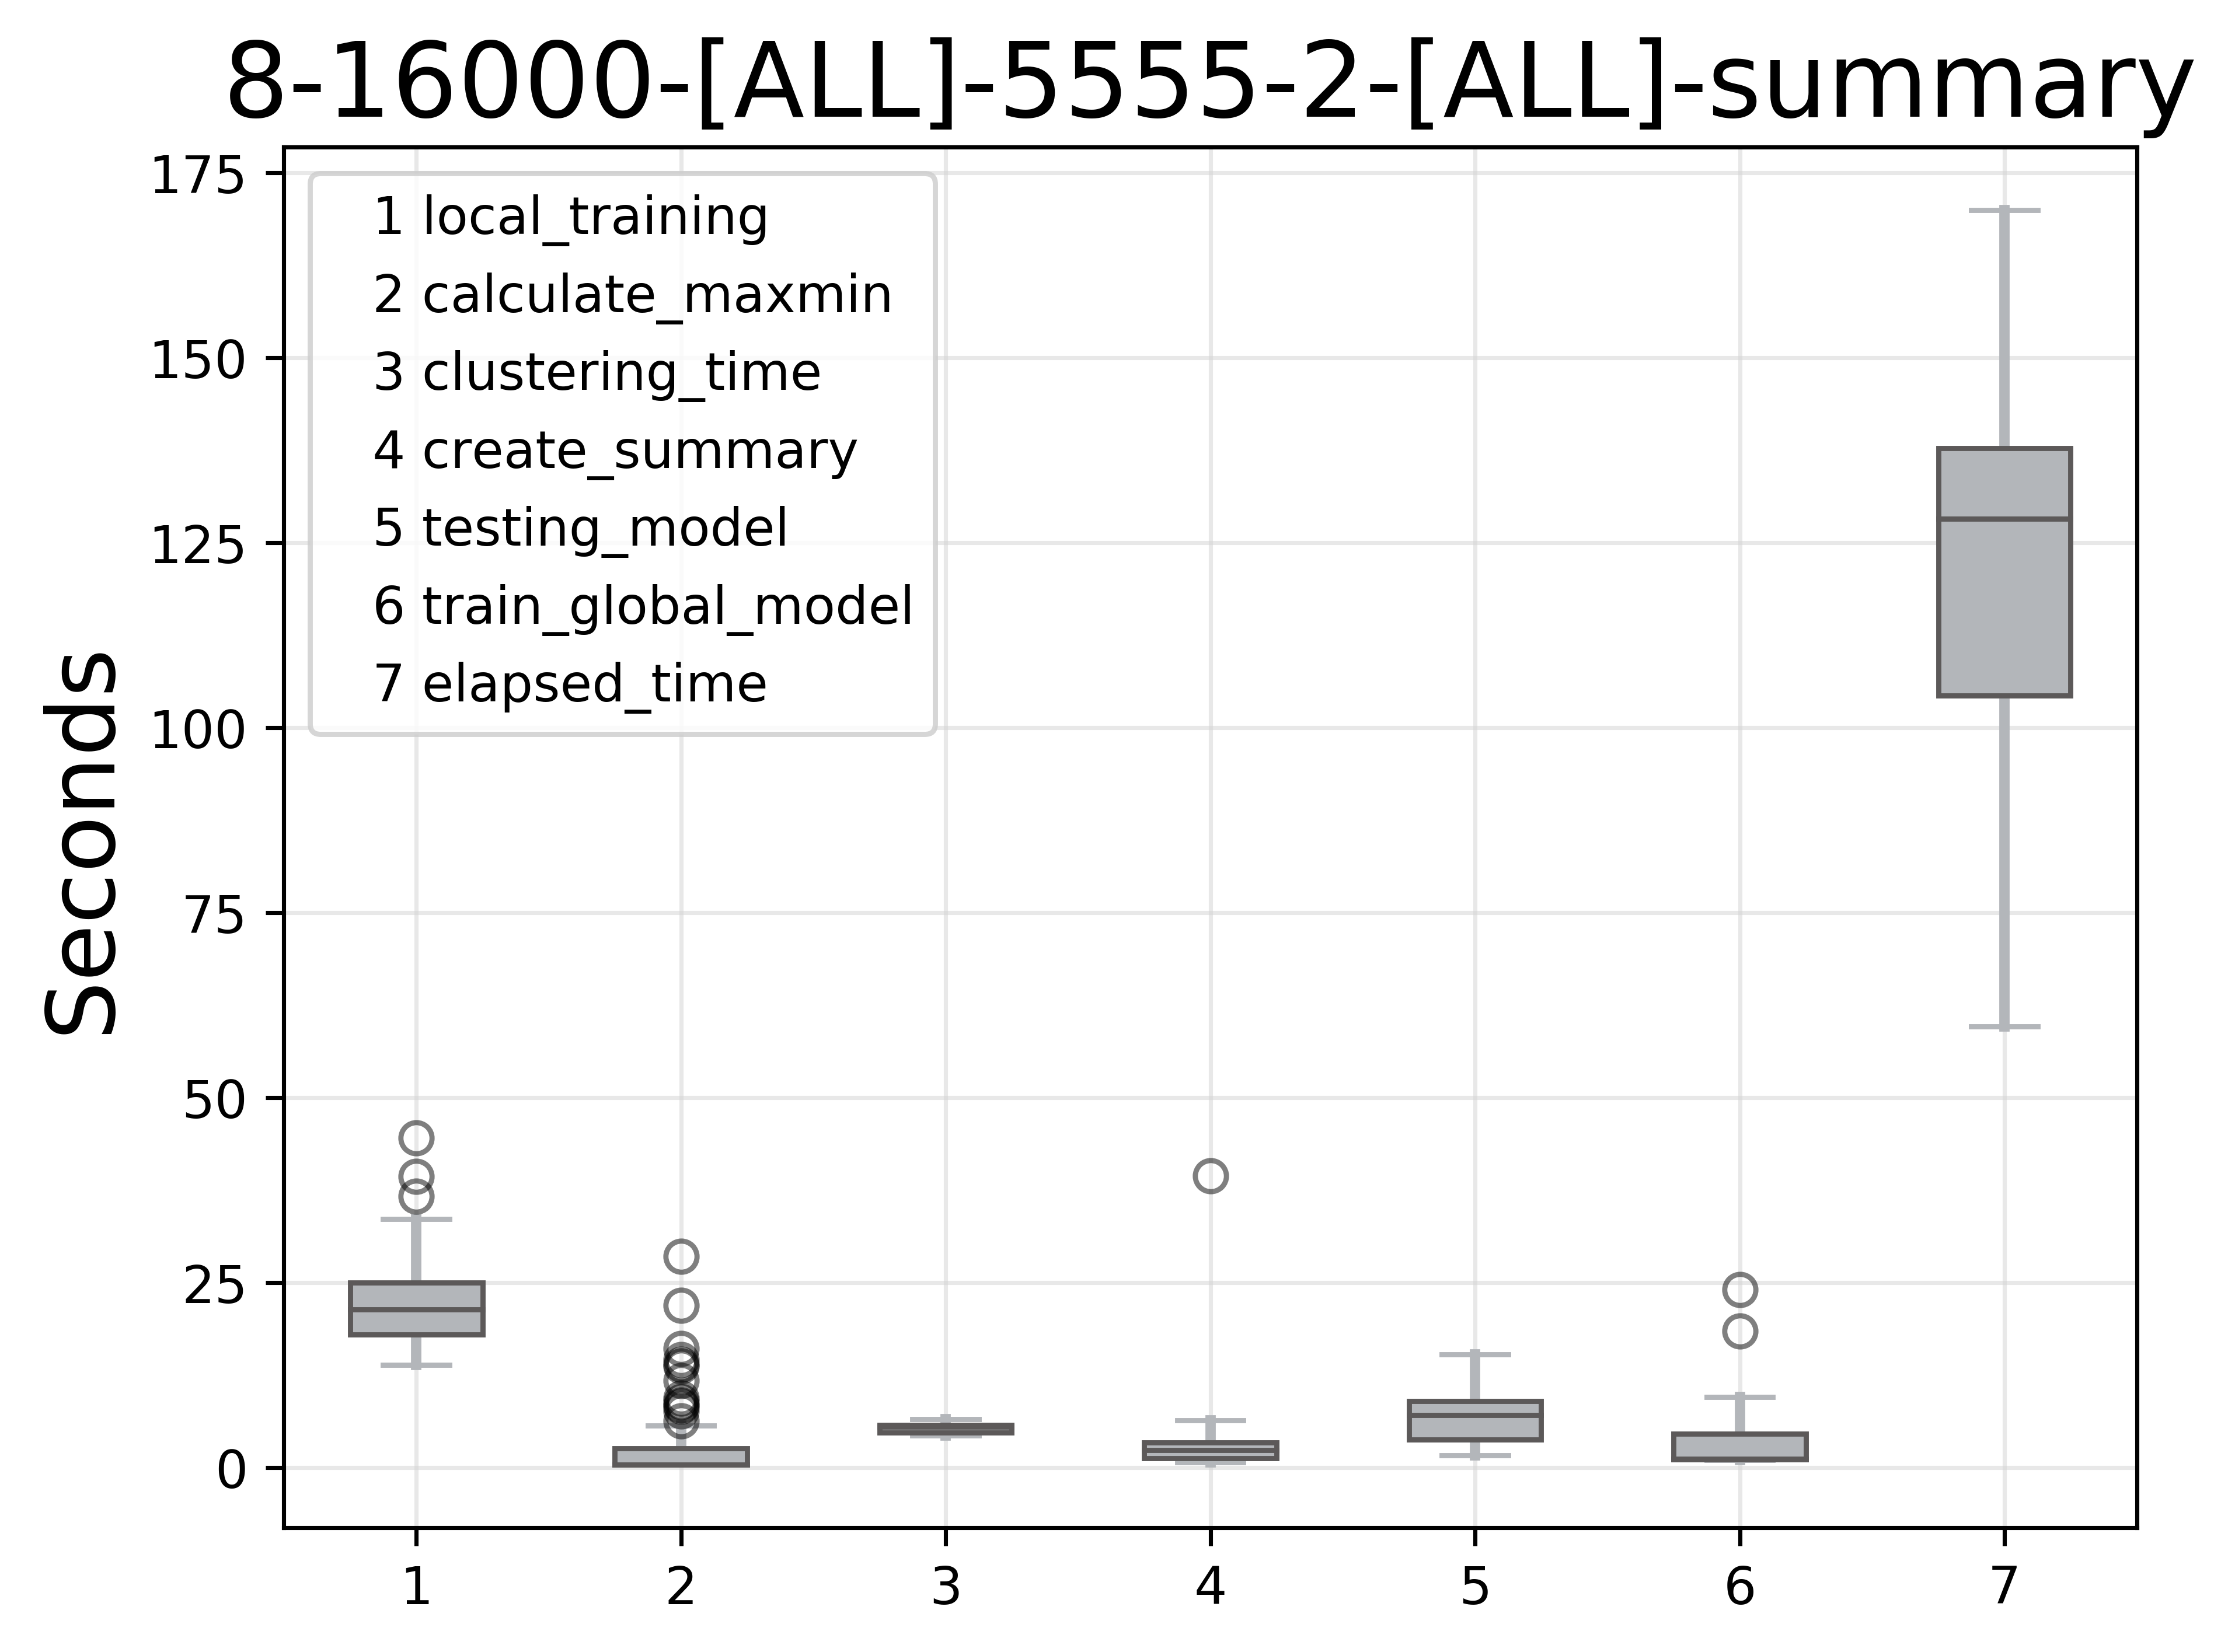 8-16000-[ALL]-5555-2-[ALL]-summary
Seconds
175
150
125
100
75
50
25
0
1 local_training
2 calculate_maxmin
3 clustering_time
4 create_summary
5 testing_model
6 train_global_model
7 elapsed_time
1 2 3 4 5 6 7